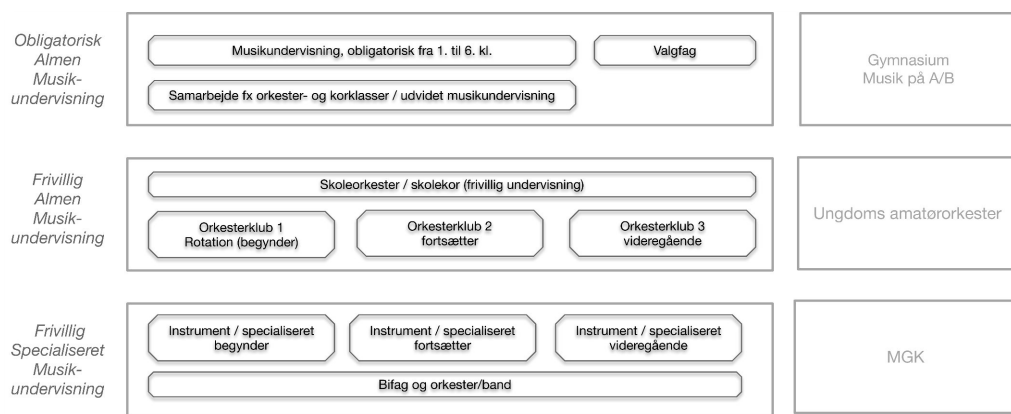 Obligatorisk
Almen
Musik-
undervisning
Musikundervisning, obligatorisk fra 1. til 6. kl.
Valgfag
Samarbejde fx orkester- og korklasser / udvidet musikundervisning
Gymnasium
Musik på A/B
Frivillig
Almen
Musik-
undervisning
Skoleorkester / skolekor (frivillig undervisning)
Orkesterklub 1
Rotation (begynder)
Orkesterklub 2
fortsætter
Orkesterklub 3
videregående
Ungdoms amatørorkester
Frivillig
Specialiseret
Musik-
undervisning
Instrument / specialiseret
begynder
Instrument / specialiseret
fortsætter
Instrument / specialiseret
videregående
Bifag og orkester/band
MGK